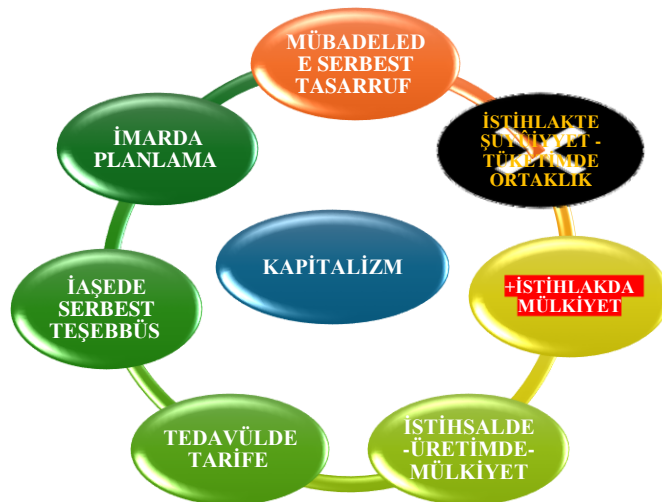 MÜBADELED
E SERBEST
TASARRUF
İSTİHLAKTE
ŞUYÛİYYET -
TÜKETİMDE
ORTAKLIK
+İSTİHLAKDA
MÜLKİYET
İSTİHSALDE
-ÜRETİMDE-
MÜLKİYET
TEDAVÜLDE
TARİFE
İAŞEDE
SERBEST
TEŞEBBÜS
İMARDA
PLANLAMA
KAPİTALİZM